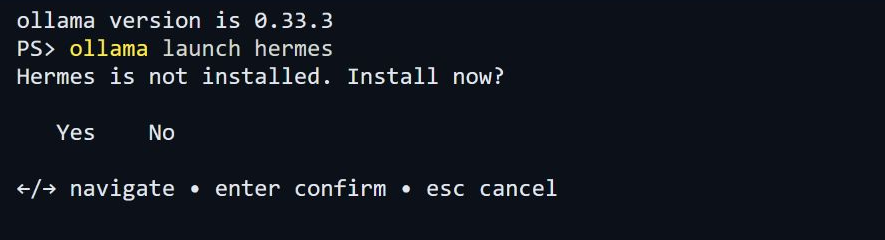 ollama version is 0.33.3
PS> ollama launch hermes
Hermes is not installed. Install now?
Yes    No
←/→ navigate • enter confirm • esc cancel